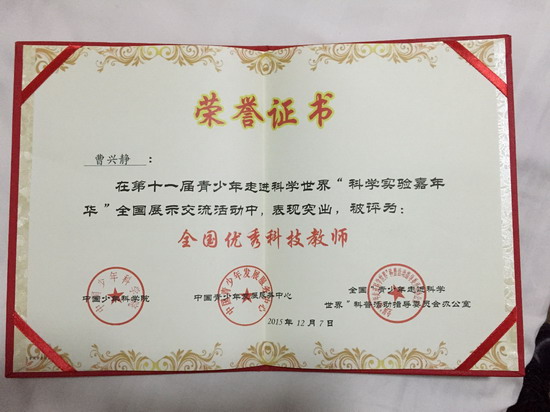 荣誉证书
曹兴静：
在第十一届青少年走进科学世界“科学实验嘉年
华”全国展示交流活动中，表现突出，被评为：
全国优秀科技教师
中国少年科学院
中国青少年发展服务中心
全国“青少年走进科学
世界”科普活动指导委员会办公室
2015年12月7日